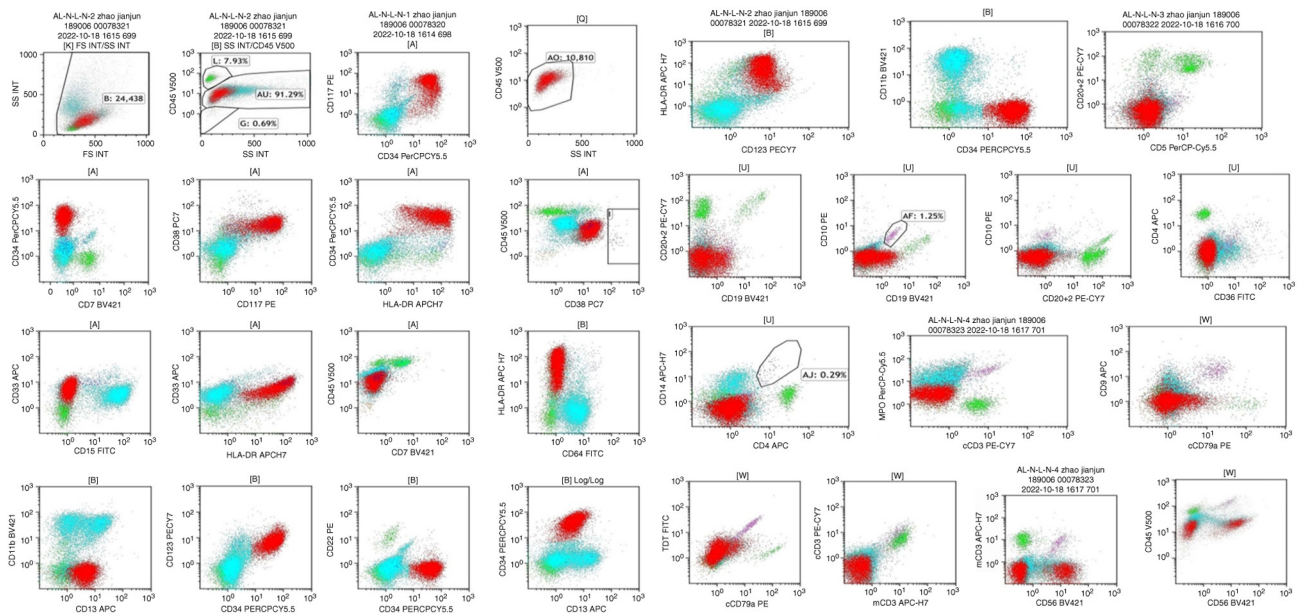 AL-N-L-N-2 zhao jianjun
189006 00078321
2022-10-18 1615 699
[K] FS INT/SS INT
SS INT
1000
500
0
B: 24,438
0 500 1000
FS INT
AL-N-L-N-2 zhao jianjun
189006 00078321
2022-10-18 1615 699
[B] SS INT/CD45 V500
CD45 V500
L: 7.93%
AU: 91.29%
G: 0.69%
0 500 1000
SS INT
AL-N-L-N-1 zhao jianjun
189006 00078320
2022-10-18 1614 698
[A]
CD117 PE
CD34 PerCPCY5.5
[Q]
CD45 V500
AO: 10,810
0 500 1000
SS INT
AL-N-L-N-2 zhao jianjun 189006
00078321 2022-10-18 1615 699
[B]
HLA-DR APC H7
CD123 PECY7
[B]
CD11b BV421
CD34 PERCPCY5.5
AL-N-L-N-3 zhao jianjun 189006
00078322 2022-10-18 1616 700
CD20+2 PE-CY7
CD5 PerCP-Cy5.5
[A]
CD34 PerCPCY5.5
CD7 BV421
[A]
CD38 PC7
CD117 PE
[A]
CD34 PerCPCY5.5
HLA-DR APCH7
[A]
CD45 V500
I
CD38 PC7
[U]
CD20+2 PE-CY7
CD19 BV421
[U]
CD10 PE
AF: 1.25%
CD19 BV421
[U]
CD10 PE
CD20+2 PE-CY7
[U]
CD4 APC
CD36 FITC
[A]
CD33 APC
CD15 FITC
[A]
CD33 APC
HLA-DR APCH7
[A]
CD45 V500
CD7 BV421
[B]
HLA-DR APC H7
CD64 FITC
[U]
CD14 APC-H7
AJ: 0.29%
CD4 APC
AL-N-L-N-4 zhao jianjun 189006
00078323 2022-10-18 1617 701
MPO PerCP-Cy5.5
cCD3 PE-CY7
[W]
CD9 APC
cCD79a PE
[B]
CD11b BV421
CD13 APC
[B]
CD123 PECY7
CD34 PERCPCY5.5
[B]
CD22 PE
CD34 PERCPCY5.5
[B] Log/Log
CD34 PERCPCY5.5
CD13 APC
[W]
TDT FITC
cCD79a PE
[W]
cCD3 PE-CY7
mCD3 APC-H7
AL-N-L-N-4 zhao jianjun
189006 00078323
2022-10-18 1617 701
mCD3 APC-H7
CD56 BV421
[W]
CD45 V500
CD56 BV421